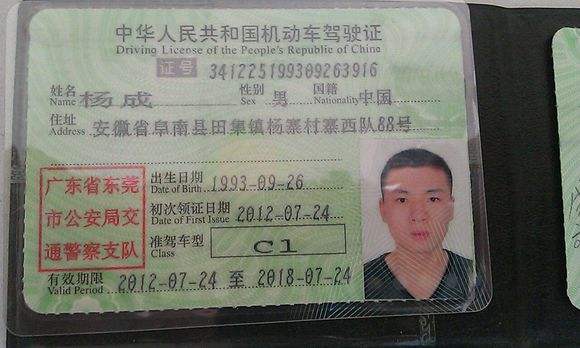 中华人民共和国机动车驾驶证
Driving License of the People's Republic of China
证号 341225199309263916
姓名 Name 杨成 性别 Sex 男 国籍 Nationality 中国
住址 Address 安徽省阜南县田集镇杨寨村寨西队88号
广东省东莞
市公安局交
通警察支队
出生日期 Date of Birth 1993-09-26
初次领证日期 Date of First Issue 2012-07-24
准驾车型 Class C1
有效期限 Valid Period 2012-07-24 至 2018-07-24